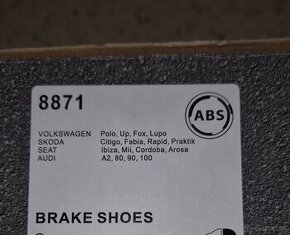 8871
ABS
VOLKSWAGEN Polo, Up, Fox, Lupo
SKODA Citigo, Fabia, Rapid, Praktik
SEAT Ibiza, Mii, Cordoba, Arosa
AUDI A2, 80, 90, 100
BRAKE SHOES